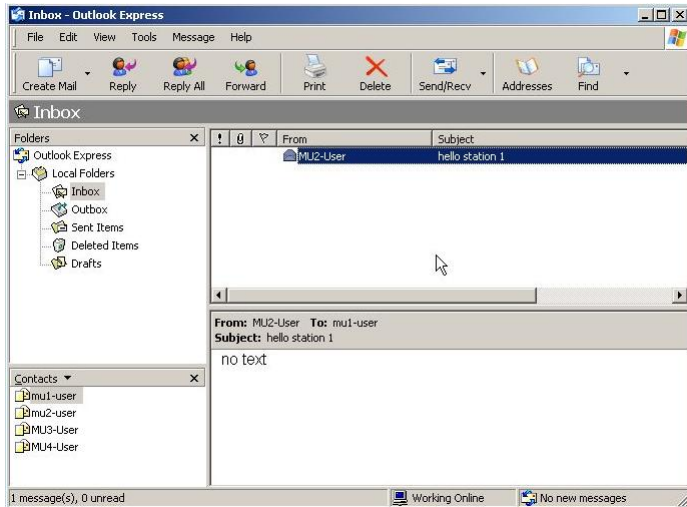 Inbox - Outlook Express
File Edit View Tools Message Help
Create Mail Reply Reply All Forward Print Delete Send/Recv Addresses Find
Inbox
Folders
Outlook Express
Local Folders
Inbox
Outbox
Sent Items
Deleted Items
Drafts
Contacts
mu1-user
mu2-user
MU3-User
MU4-User
! From Subject
MU2-User hello station 1
From: MU2-User To: mu1-user
Subject: hello station 1
no text
1 message(s), 0 unread Working Online No new messages